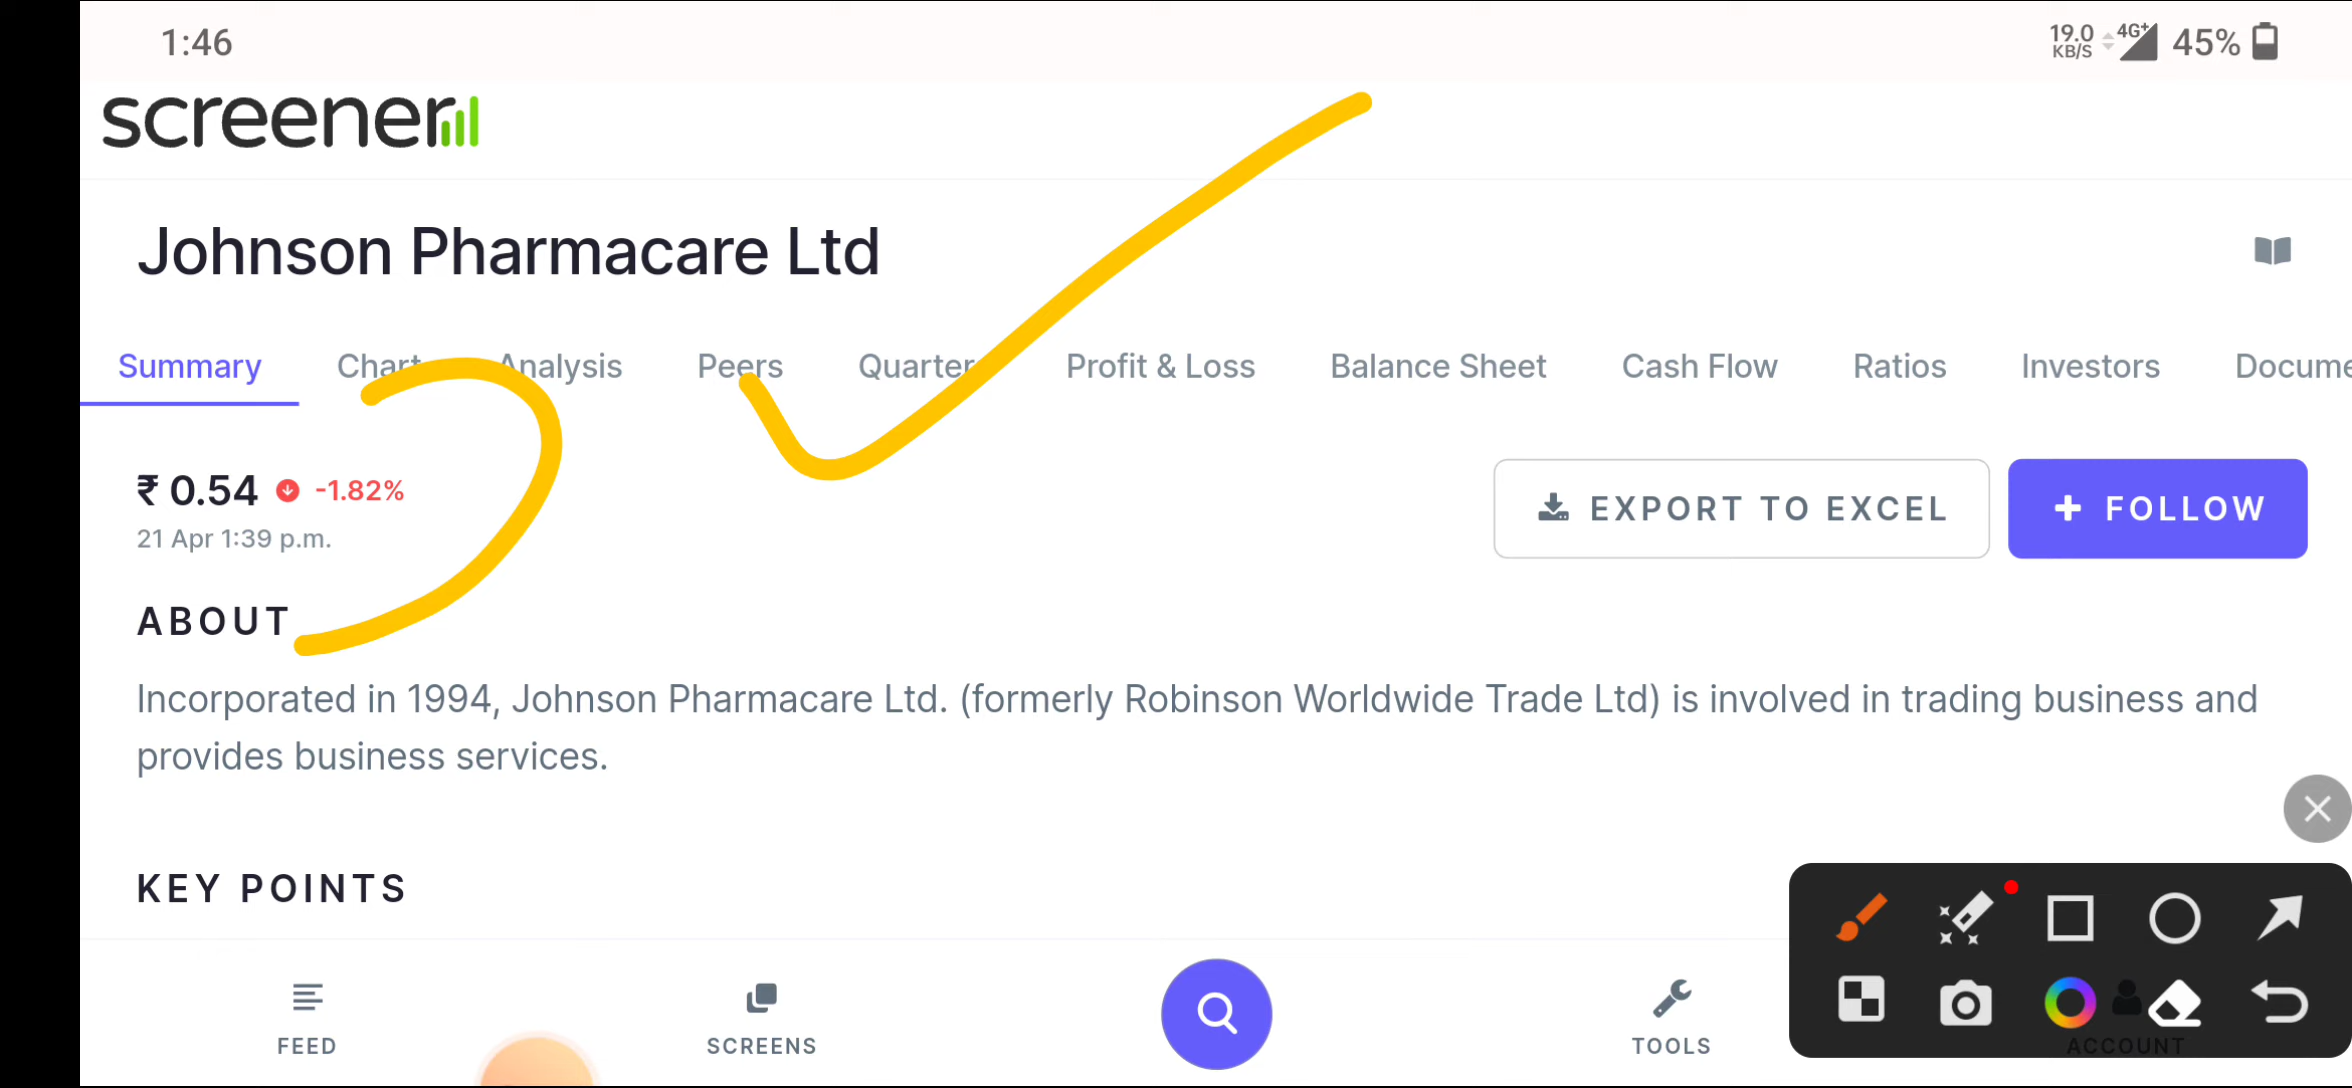 1:46
19.0
KB/S
4G+
45%
screener
Johnson Pharmacare Ltd
Summary
Chart
Analysis
Peers
Quarters
Profit & Loss
Balance Sheet
Cash Flow
Ratios
Investors
Docume
₹ 0.54
-1.82%
21 Apr 1:39 p.m.
EXPORT TO EXCEL
+ FOLLOW
ABOUT
Incorporated in 1994, Johnson Pharmacare Ltd. (formerly Robinson Worldwide Trade Ltd) is involved in trading business and
provides business services.
KEY POINTS
FEED
SCREENS
TOOLS
ACCOUNT